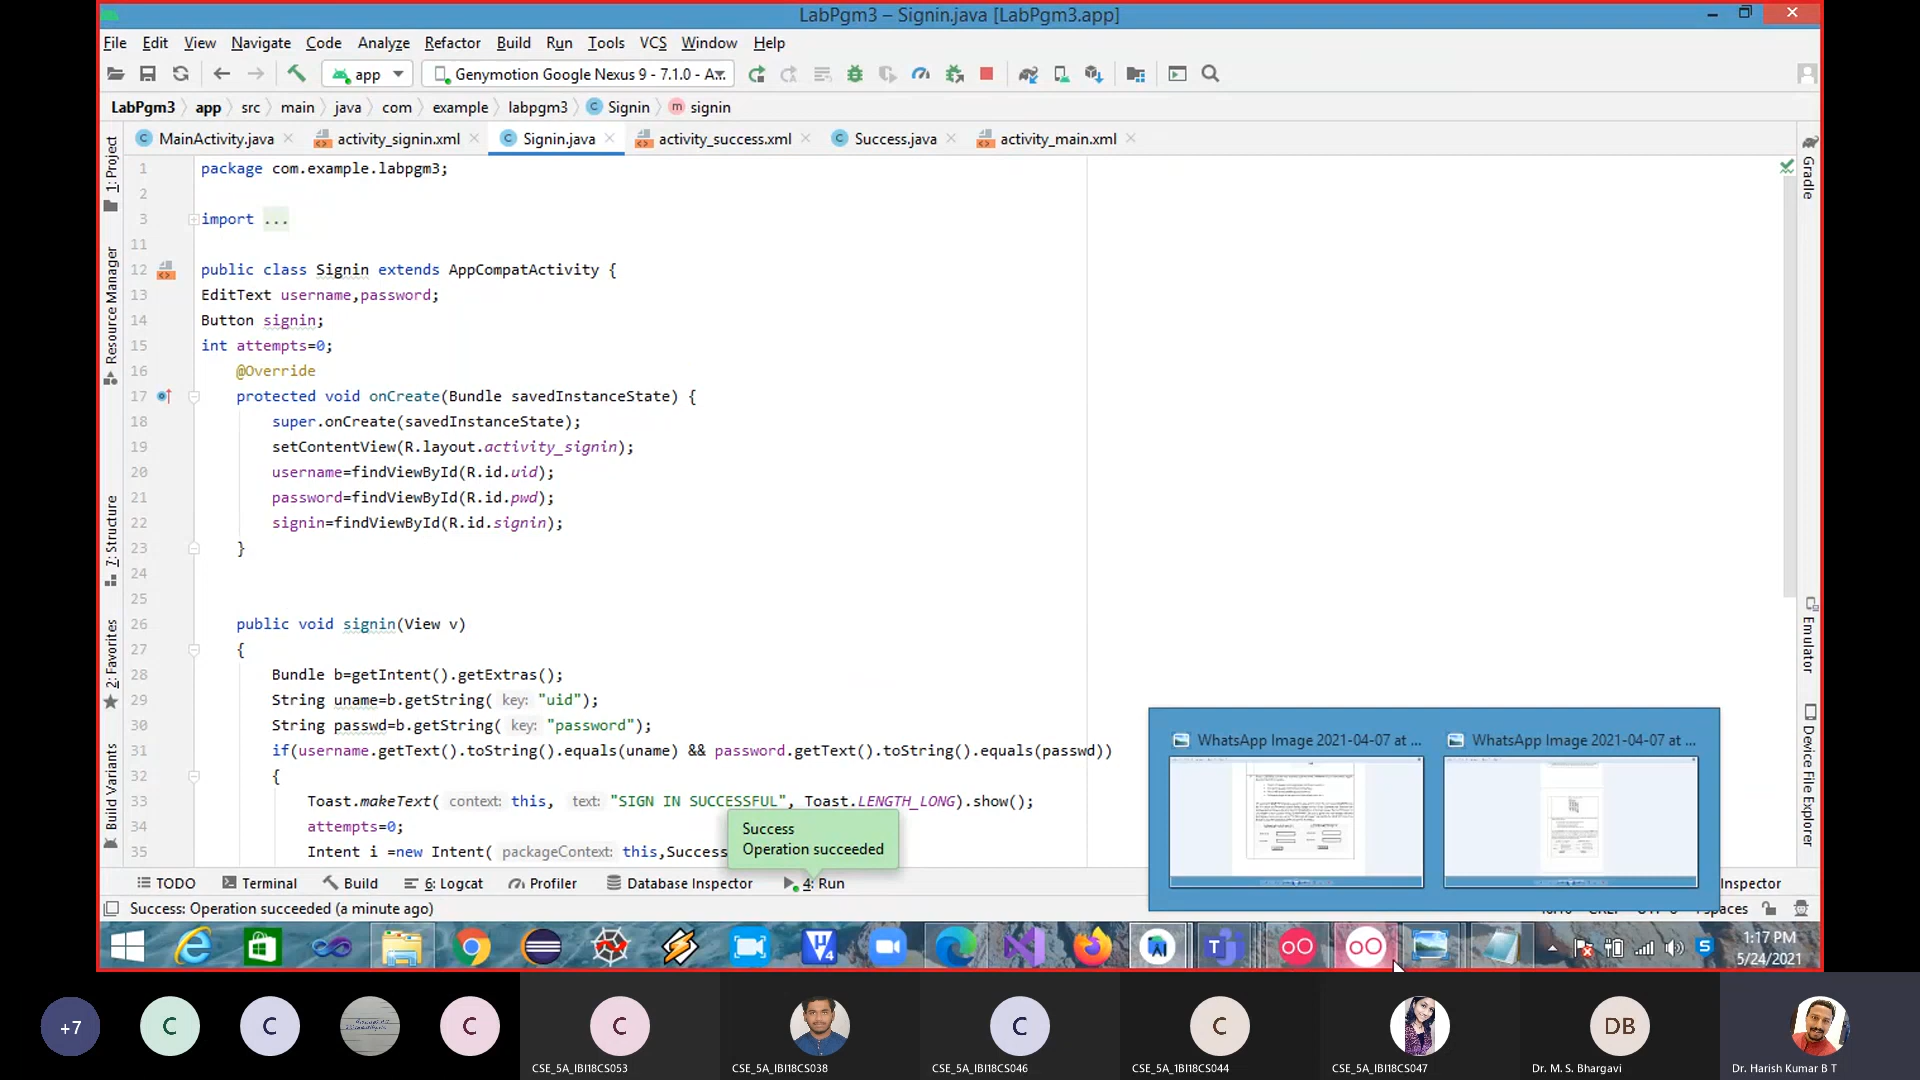 LabPgm3 – Signin.java [LabPgm3.app]
File Edit View Navigate Code Analyze Refactor Build Run Tools VCS Window Help
app Genymotion Google Nexus 9 - 7.1.0 - A...
LabPgm3 app src main java com example labpgm3 Signin signin
MainActivity.java activity_signin.xml Signin.java activity_success.xml Success.java activity_main.xml
1: Project
Resource Manager
7: Structure
2: Favorites
Build Variants
Gradle
Emulator
Device File Explorer
1 package com.example.labpgm3;
2
3 import ...
11
12 public class Signin extends AppCompatActivity {
13 EditText username,password;
14 Button signin;
15 int attempts=0;
16 @Override
17 protected void onCreate(Bundle savedInstanceState) {
18 super.onCreate(savedInstanceState);
19 setContentView(R.layout.activity_signin);
20 username=findViewById(R.id.uid);
21 password=findViewById(R.id.pwd);
22 signin=findViewById(R.id.signin);
23 }
24
25
26 public void signin(View v)
27 {
28 Bundle b=getIntent().getExtras();
29 String uname=b.getString( key: "uid");
30 String passwd=b.getString( key: "password");
31 if(username.getText().toString().equals(uname) && password.getText().toString().equals(passwd))
32 {
33 Toast.makeText( context: this, text: "SIGN IN SUCCESSFUL", Toast.LENGTH_LONG).show();
34 attempts=0;
35 Intent i =new Intent( packageContext: this,Success
Success
Operation succeeded
WhatsApp Image 2021-04-07 at ...
WhatsApp Image 2021-04-07 at ...
TODO Terminal Build 6: Logcat Profiler Database Inspector 4: Run Inspector
Success: Operation succeeded (a minute ago) spaces
1:17 PM
5/24/2021
+7 C C C
C
CSE_5A_IBI18CS053
CSE_5A_IBI18CS038
C
CSE_5A_IBI18CS046
C
CSE_5A_1BI18CS044
CSE_5A_IBI18CS047
DB
Dr. M. S. Bhargavi
Dr. Harish Kumar B T